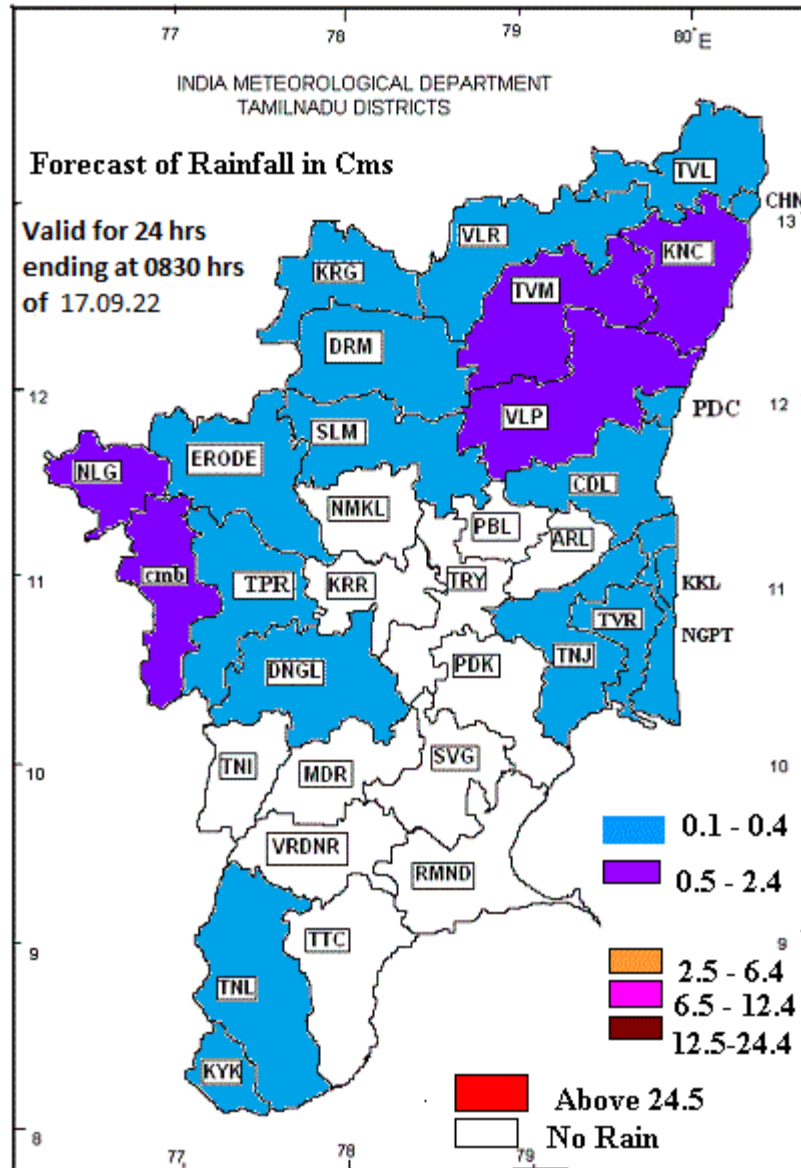 77 78 79 80°E
INDIA METEOROLOGICAL DEPARTMENT
TAMILNADU DISTRICTS
Forecast of Rainfall in Cms
TVL
CHN
13
Valid for 24 hrs
ending at 0830 hrs
of 17.09.22
VLR
KNC
KRG
TVM
DRM
12
12
PDC
VLP
SLM
ERODE
NLG
CDL
NMKL
PBL
ARL
11
cmb
TPR
KRR
TRY
KKL
11
TVR
NGPT
DNGL
PDK
TNJ
10
TNI
MDR
SVG
10
0.1 - 0.4
VRDNR
RMND
0.5 - 2.4
9
TTC
9
2.5 - 6.4
TNL
6.5 - 12.4
12.5-24.4
KYK
Above 24.5
8
No Rain
77 78 79